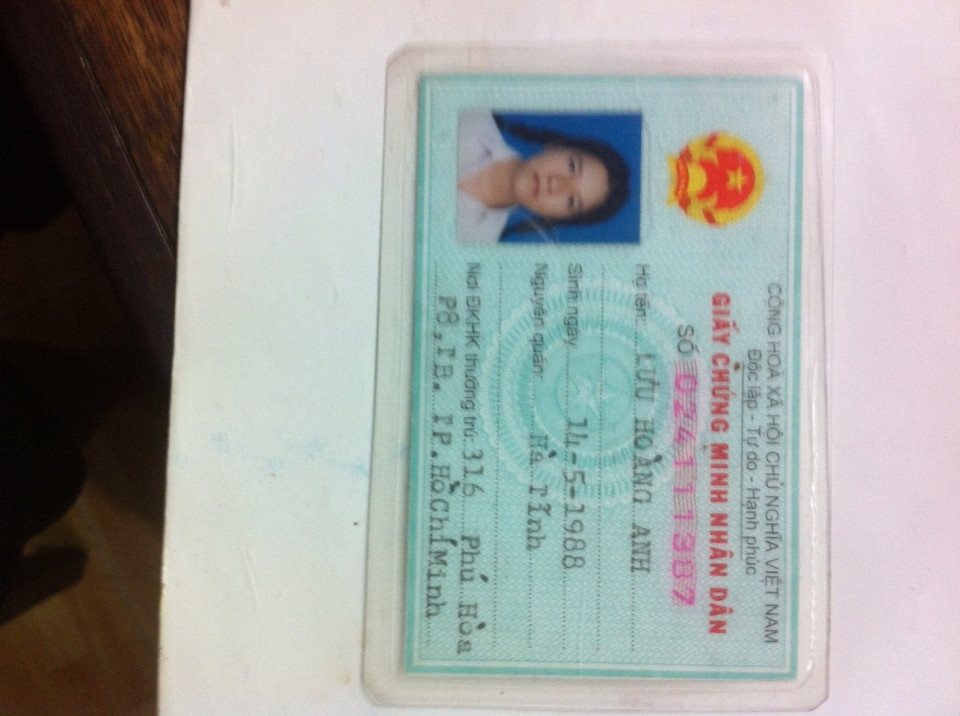 CỘNG HOÀ XÃ HỘI CHỦ NGHĨA VIỆT NAM
Độc lập - Tự do - Hạnh phúc
GIẤY CHỨNG MINH NHÂN DÂN
SỐ 024111387
Họ tên: LƯU HOÀNG ANH
Sinh ngày 14-5-1988
Nguyên quán: Hà Tĩnh
Nơi ĐKHK thường trú: 316 Phú Hòa
P8,TB. TP.HồChíMinh